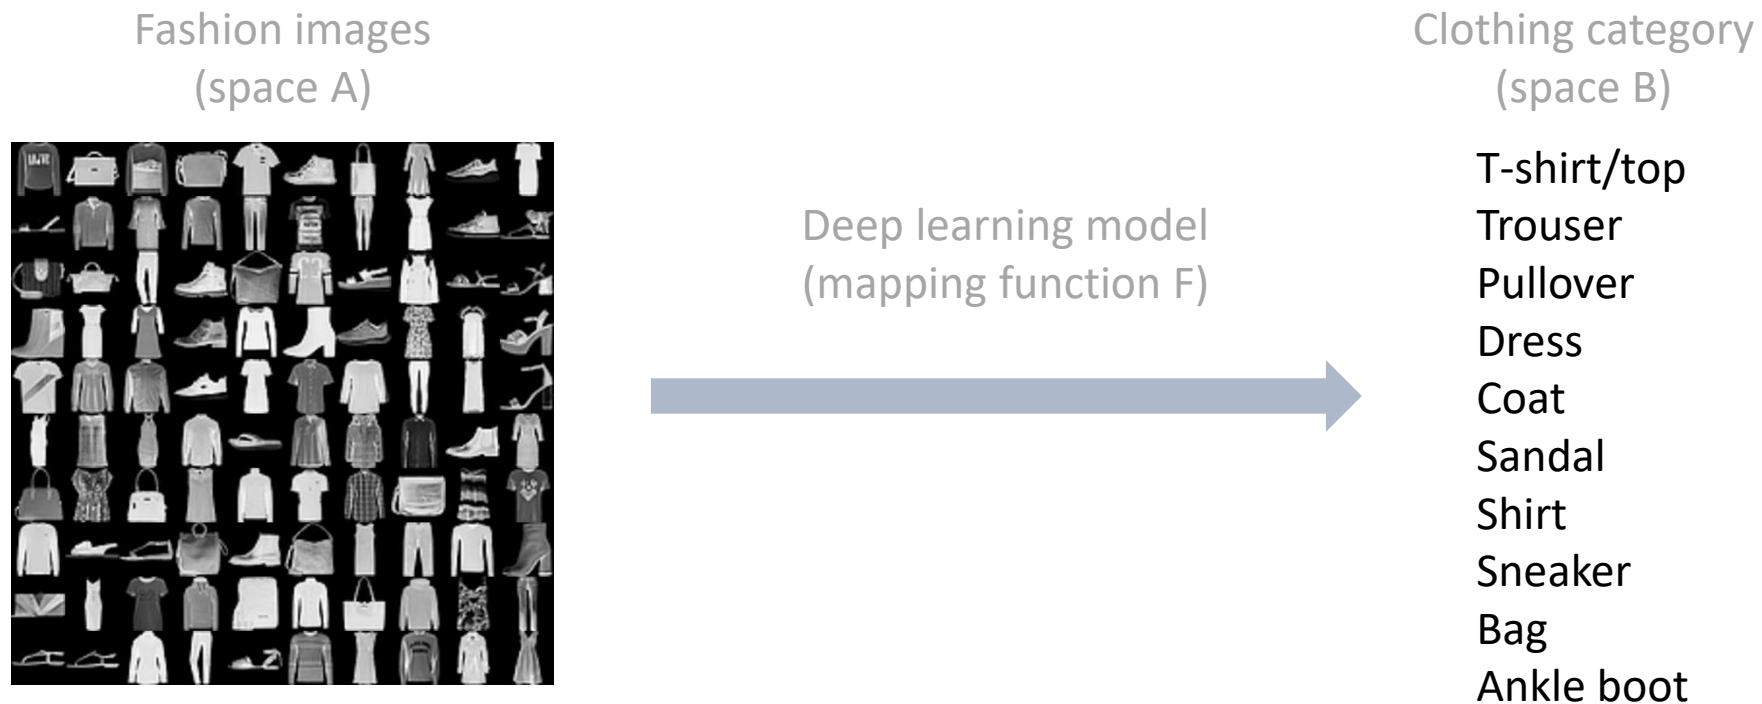 Fashion images
(space A)
Deep learning model
(mapping function F)
Clothing category
(space B)
T-shirt/top
Trouser
Pullover
Dress
Coat
Sandal
Shirt
Sneaker
Bag
Ankle boot